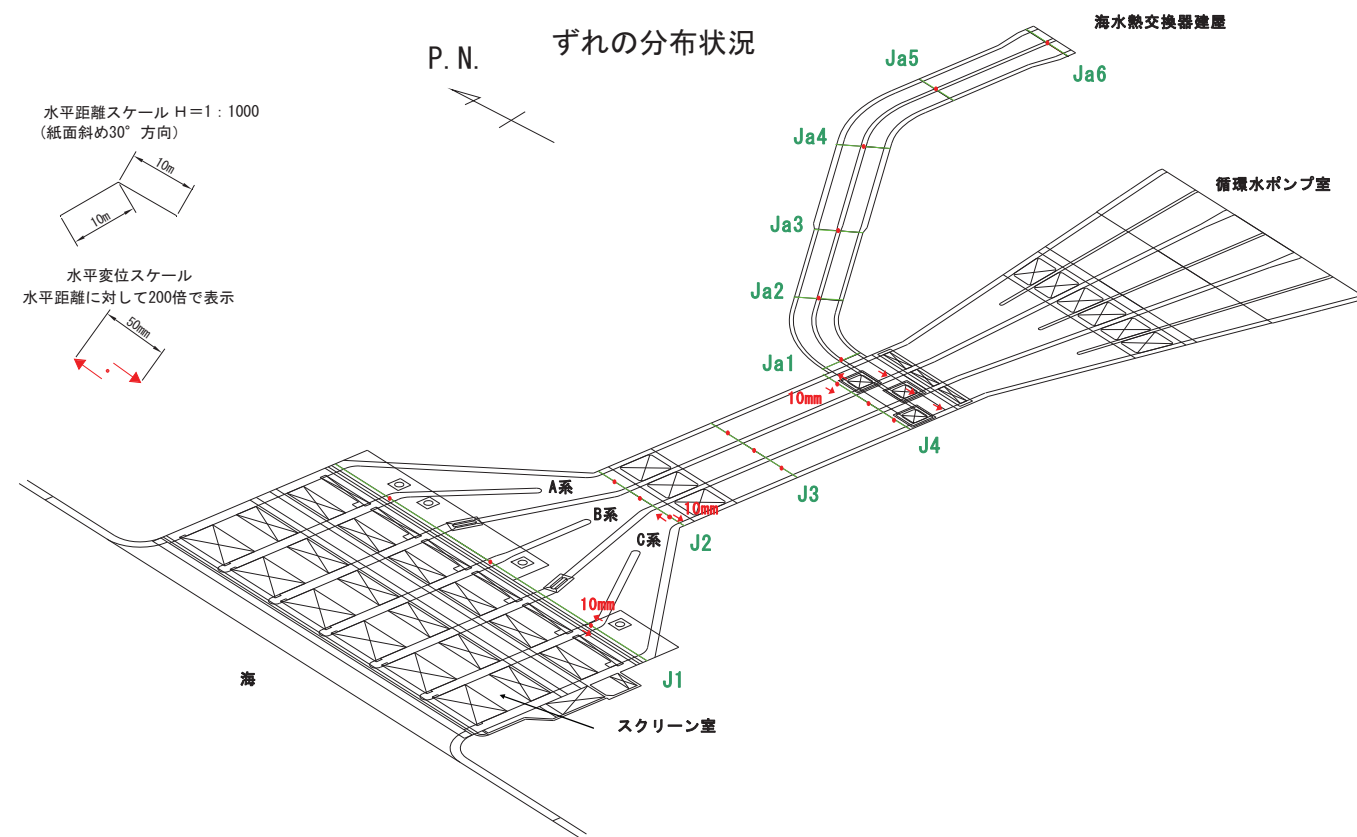 ずれの分布状況
P. N.
水平距離スケール H＝1：1000
(紙面斜め30°方向)
10m
10m
水平変位スケール
水平距離に対して200倍で表示
50mm
海水熱交換器建屋
Ja5
Ja6
Ja4
循環水ポンプ室
Ja3
Ja2
Ja1
10mm
J4
J3
A系
10mm
B系
J2
C系
10mm
J1
海
スクリーン室